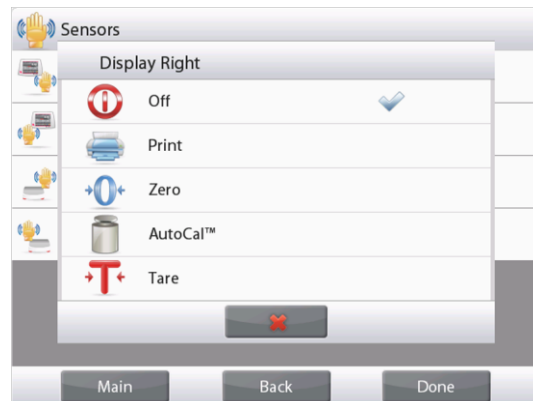 Sensors
Display Right
Off
Print
Zero
AutoCal™
Tare
Main
Back
Done